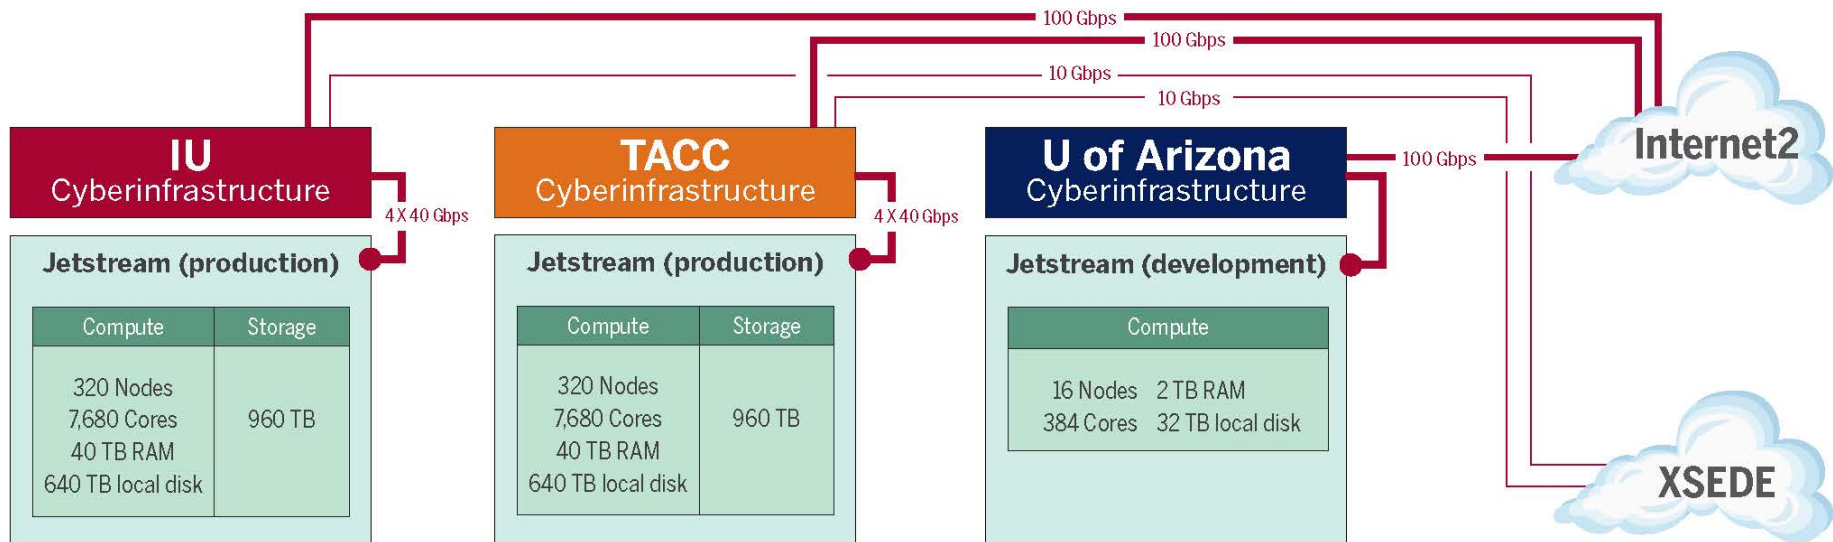 100 Gbps
100 Gbps
10 Gbps
10 Gbps
IU
Cyberinfrastructure
4 X 40 Gbps
TACC
Cyberinfrastructure
4 X 40 Gbps
U of Arizona
Cyberinfrastructure
100 Gbps
Internet2
Jetstream (production)
Compute
Storage
320 Nodes
7,680 Cores
40 TB RAM
640 TB local disk
960 TB
Jetstream (production)
Compute
Storage
320 Nodes
7,680 Cores
40 TB RAM
640 TB local disk
960 TB
Jetstream (development)
Compute
16 Nodes 2 TB RAM
384 Cores 32 TB local disk
XSEDE